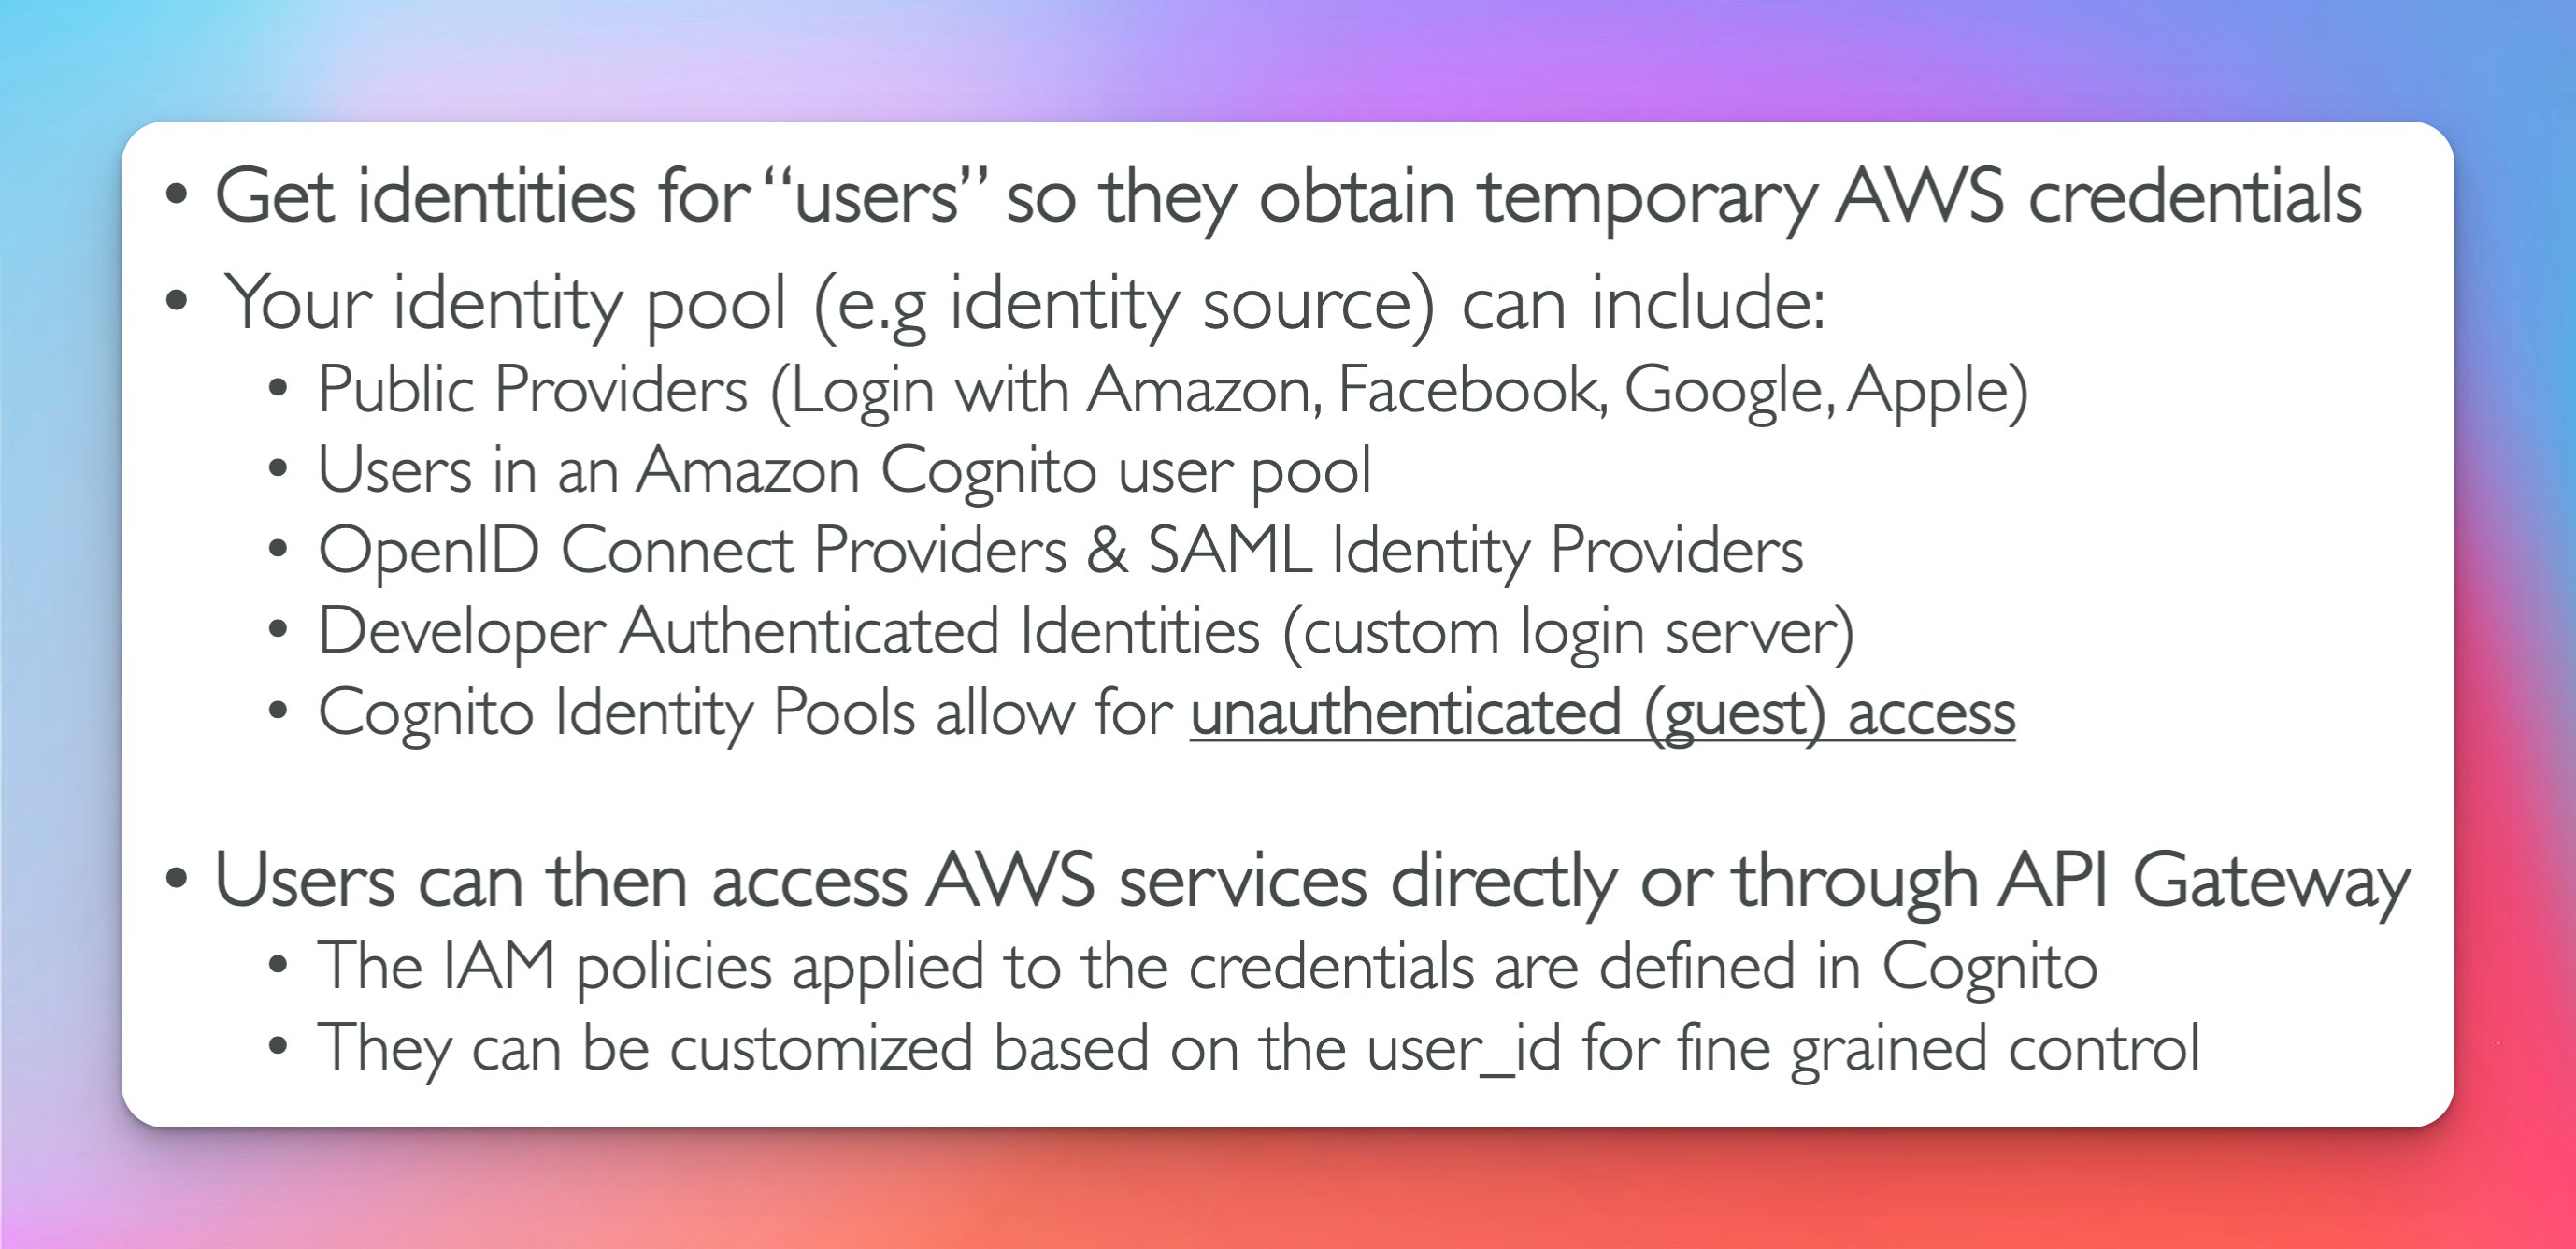 • Get identities for “users” so they obtain temporary AWS credentials
• Your identity pool (e.g identity source) can include:
• Public Providers (Login with Amazon, Facebook, Google, Apple)
• Users in an Amazon Cognito user pool
• OpenID Connect Providers & SAML Identity Providers
• Developer Authenticated Identities (custom login server)
• Cognito Identity Pools allow for unauthenticated (guest) access
• Users can then access AWS services directly or through API Gateway
• The IAM policies applied to the credentials are defined in Cognito
• They can be customized based on the user_id for fine grained control